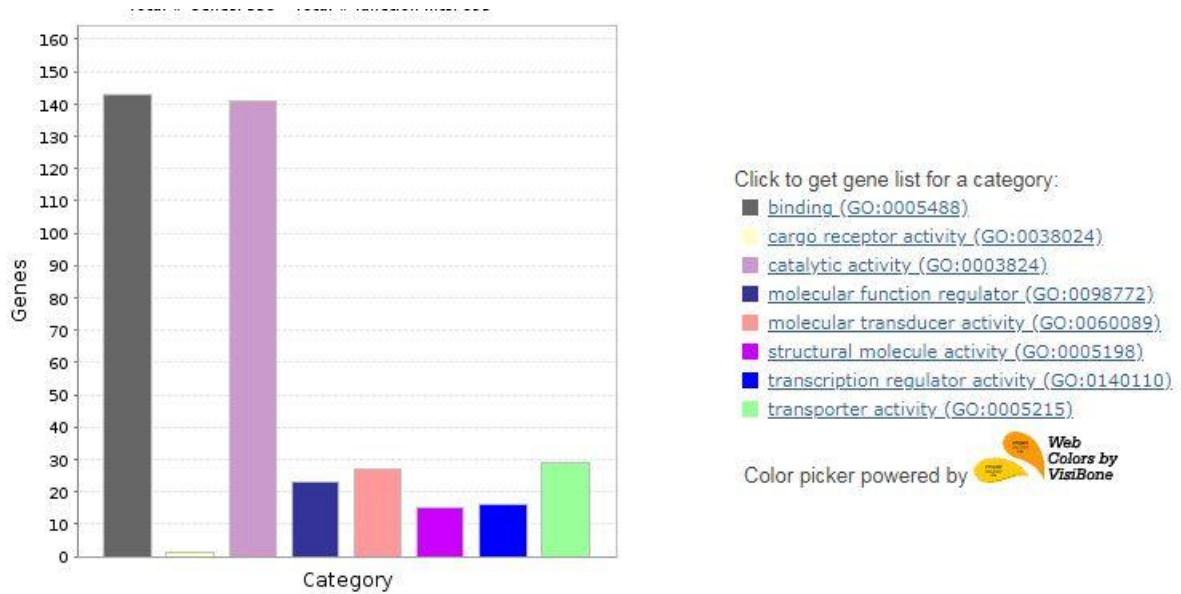 160
150
140
130
120
110
100
90
80
70
60
50
40
30
20
10
0
Genes
Category
Click to get gene list for a category:
binding (GO:0005488)
cargo receptor activity (GO:0038024)
catalytic activity (GO:0003824)
molecular function regulator (GO:0098772)
molecular transducer activity (GO:0060089)
structural molecule activity (GO:0005198)
transcription regulator activity (GO:0140110)
transporter activity (GO:0005215)
Color picker powered by
Web
Colors by
VisiBone